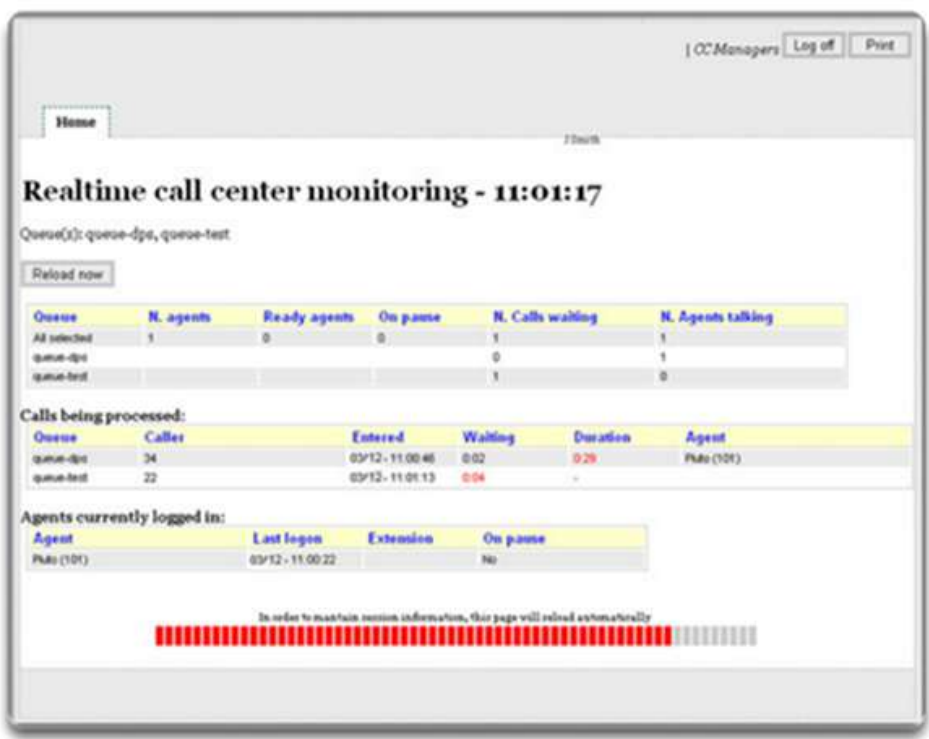 | CC Managers Log off Print
Home
J Smith
Realtime call center monitoring - 11:01:17
Queue(s): queue-dps, queue-test
Reload now
Queue N. agents Ready agents On pause N. Calls waiting N. Agents talking
All selected 1 0 0 1 1
queue-dps 0 1
queue-test 1 0
Calls being processed:
Queue Caller Entered Waiting Duration Agent
queue-dps 34 03/12 - 11:00:46 0:02 0:29 Pluto (101)
queue-test 22 03/12 - 11:01:13 0:04 -
Agents currently logged in:
Agent Last logon Extension On pause
Pluto (101) 03/12 - 11:00:22 No
In order to mantain session information, this page will reload automatically